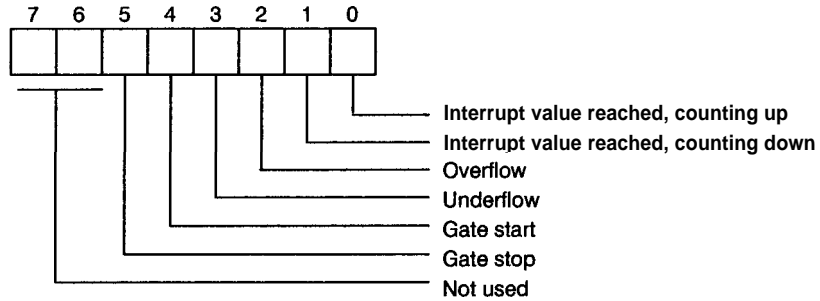 7 6 5 4 3 2 1 0
Interrupt value reached, counting up
Interrupt value reached, counting down
Overflow
Underflow
Gate start
Gate stop
Not used